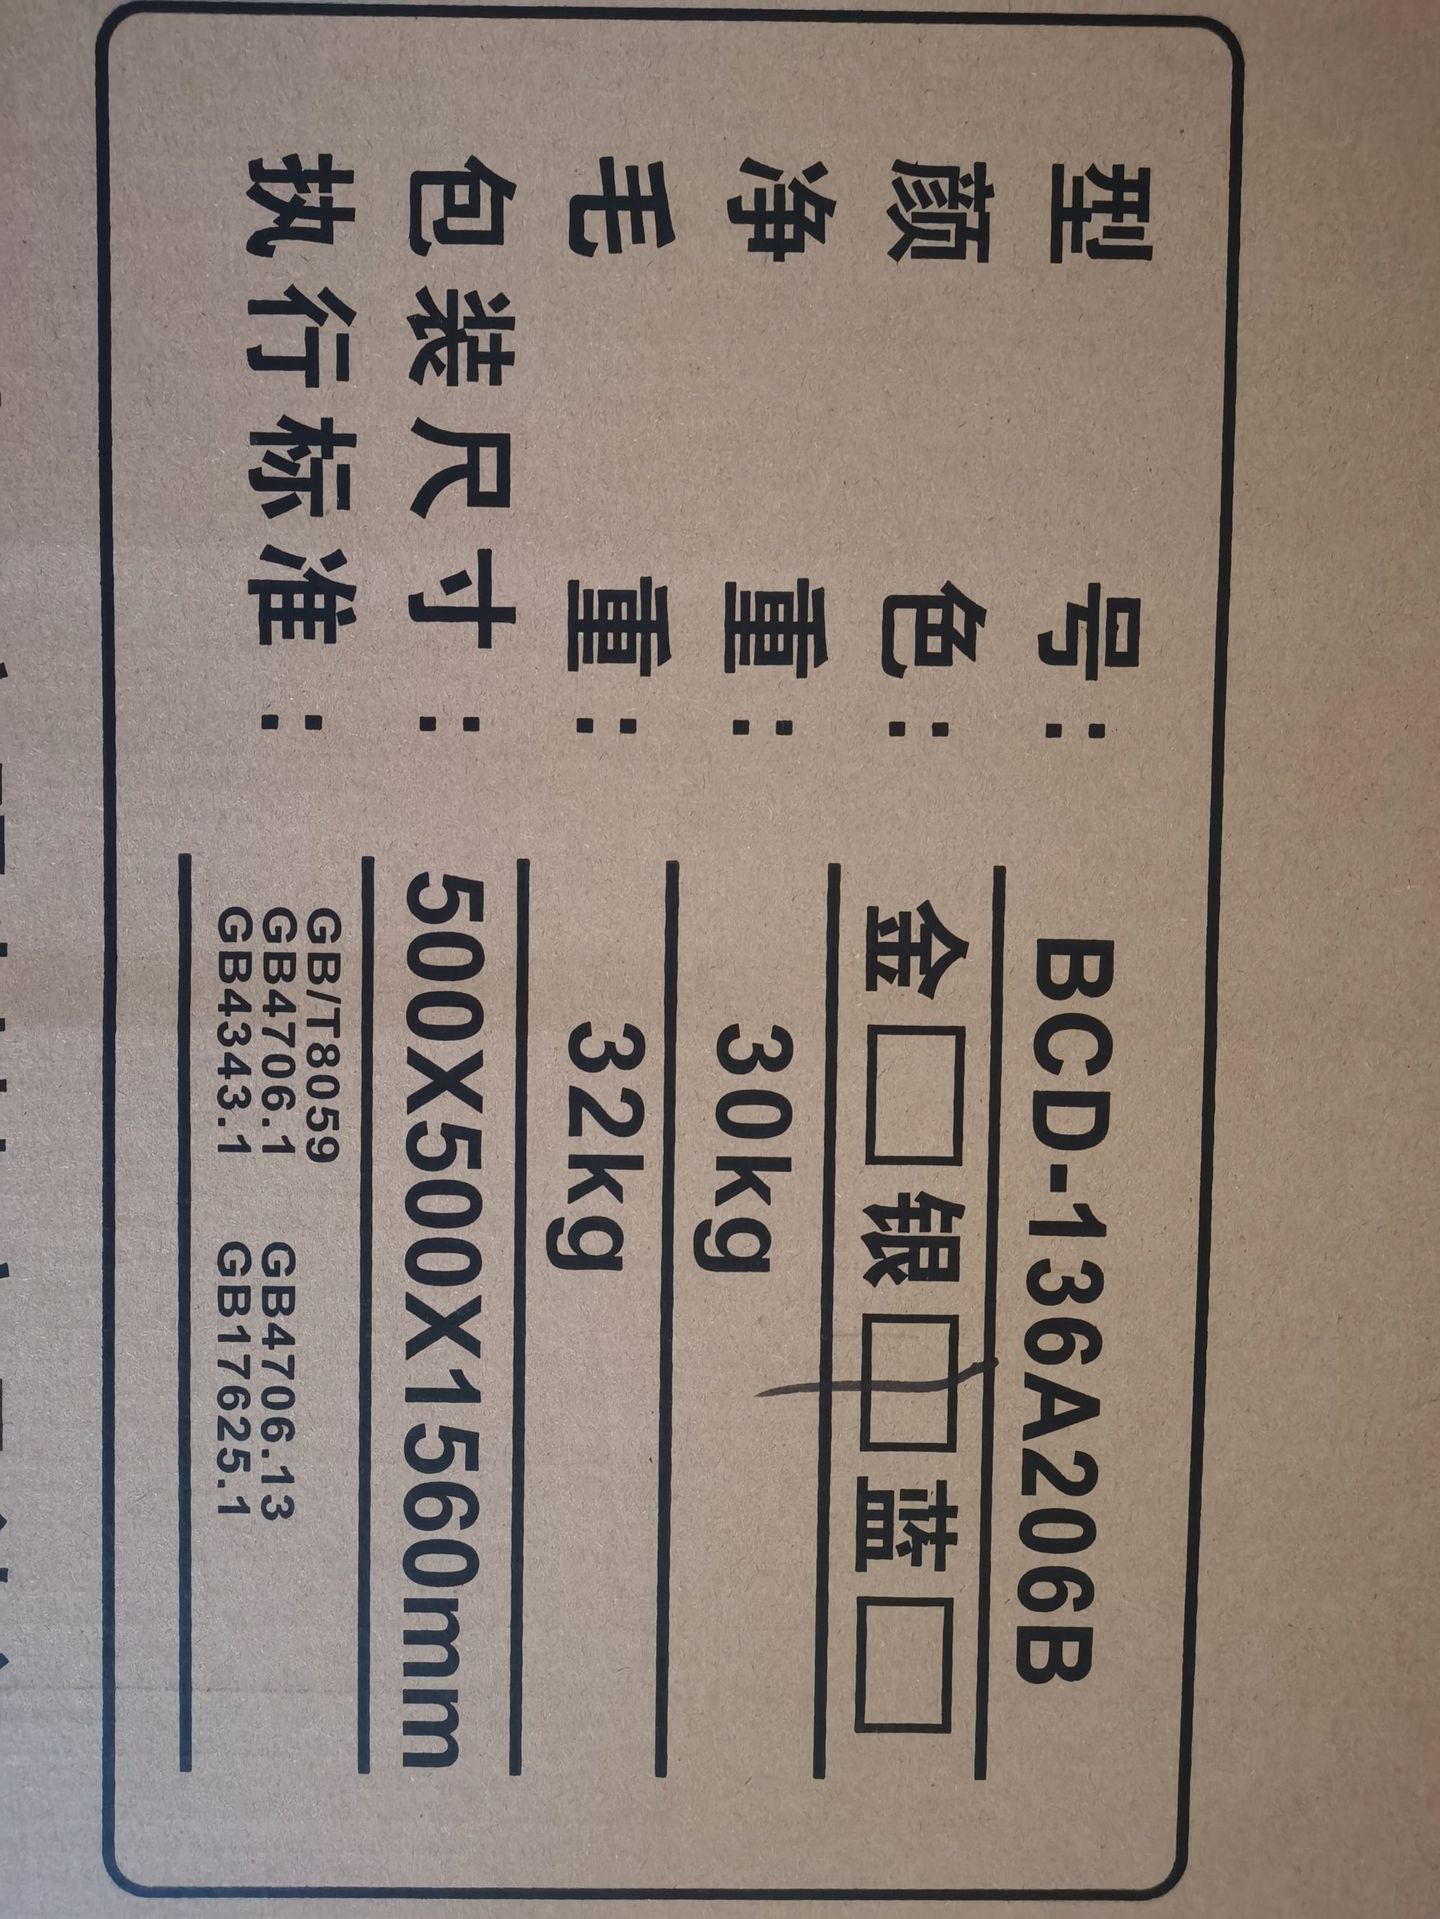 型号：BCD-136A206B
颜色：金□ 银□ 蓝□
净重：30kg
毛重：32kg
包装尺寸：500X500X1560mm
执行标准：GB/T8059
GB4706.1 GB4706.13
GB4343.1 GB17625.1